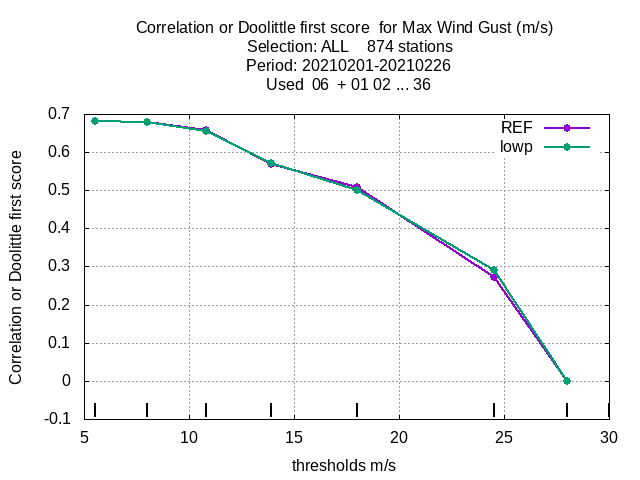 Correlation or Doolittle first score  for Max Wind Gust (m/s)
Selection: ALL    874 stations
Period: 20210201-20210226
Used  06  + 01 02 ... 36
REF
lowp
Correlation or Doolittle first score
0.7
0.6
0.5
0.4
0.3
0.2
0.1
0
-0.1
5 10 15 20 25 30
thresholds m/s